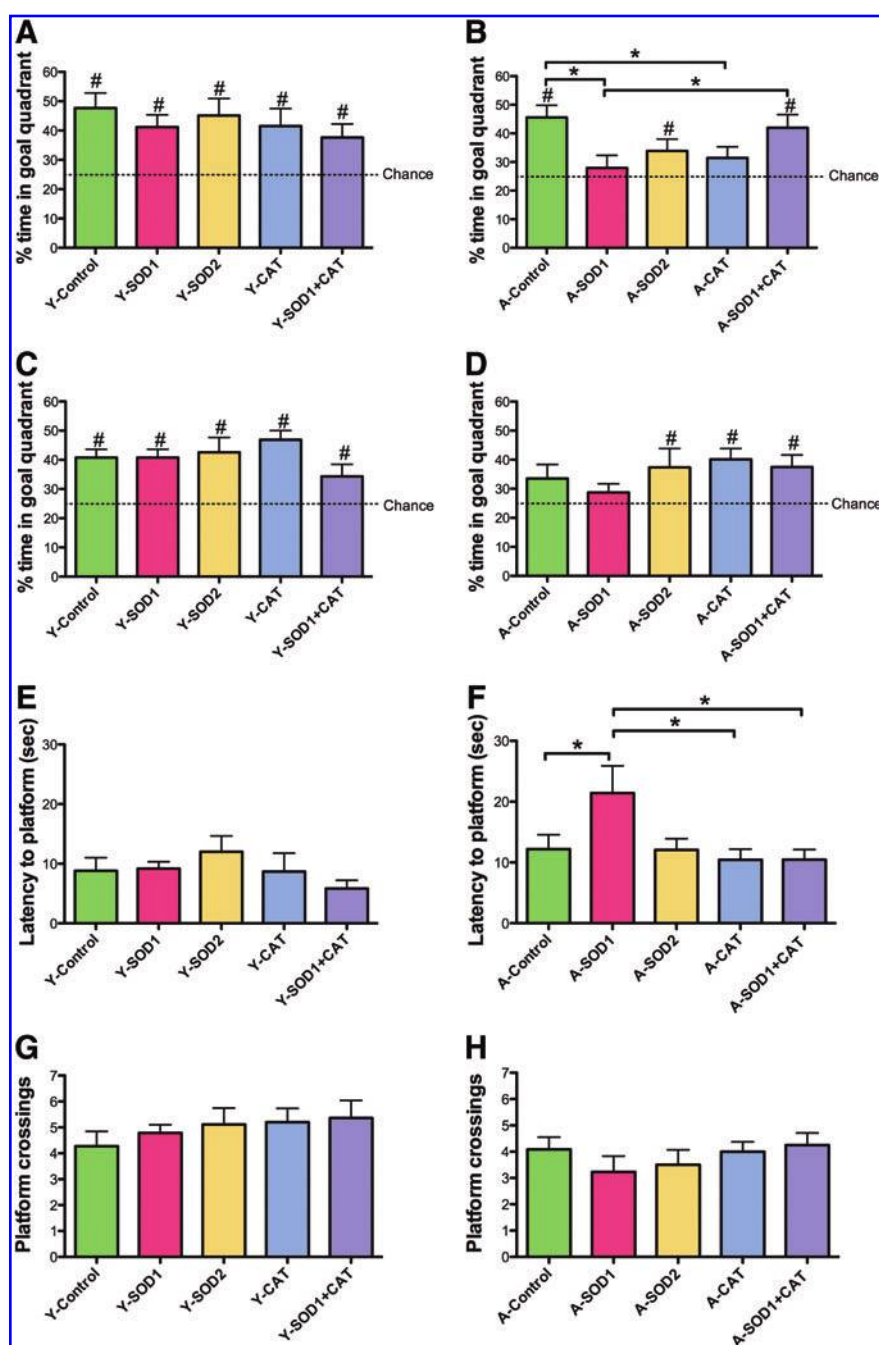 A
% time in goal quadrant
60
50
40
30
20
10
0
# # # # #
Chance
Y-Control
Y-SOD1
Y-SOD2
Y-CAT
Y-SOD1+CAT
B
% time in goal quadrant
60
50
40
30
20
10
0
*
* *
# # #
Chance
A-Control
A-SOD1
A-SOD2
A-CAT
A-SOD1+CAT
C
% time in goal quadrant
60
50
40
30
20
10
0
# # # # #
Chance
Y-Control
Y-SOD1
Y-SOD2
Y-CAT
Y-SOD1+CAT
D
% time in goal quadrant
60
50
40
30
20
10
0
# # #
Chance
A-Control
A-SOD1
A-SOD2
A-CAT
A-SOD1+CAT
E
Latency to platform (sec)
30
20
10
0
Y-Control
Y-SOD1
Y-SOD2
Y-CAT
Y-SOD1+CAT
F
Latency to platform (sec)
30
20
10
0
*
*
*
A-Control
A-SOD1
A-SOD2
A-CAT
A-SOD1+CAT
G
Platform crossings
7
6
5
4
3
2
1
0
Y-Control
Y-SOD1
Y-SOD2
Y-CAT
Y-SOD1+CAT
H
Platform crossings
7
6
5
4
3
2
1
0
A-Control
A-SOD1
A-SOD2
A-CAT
A-SOD1+CAT